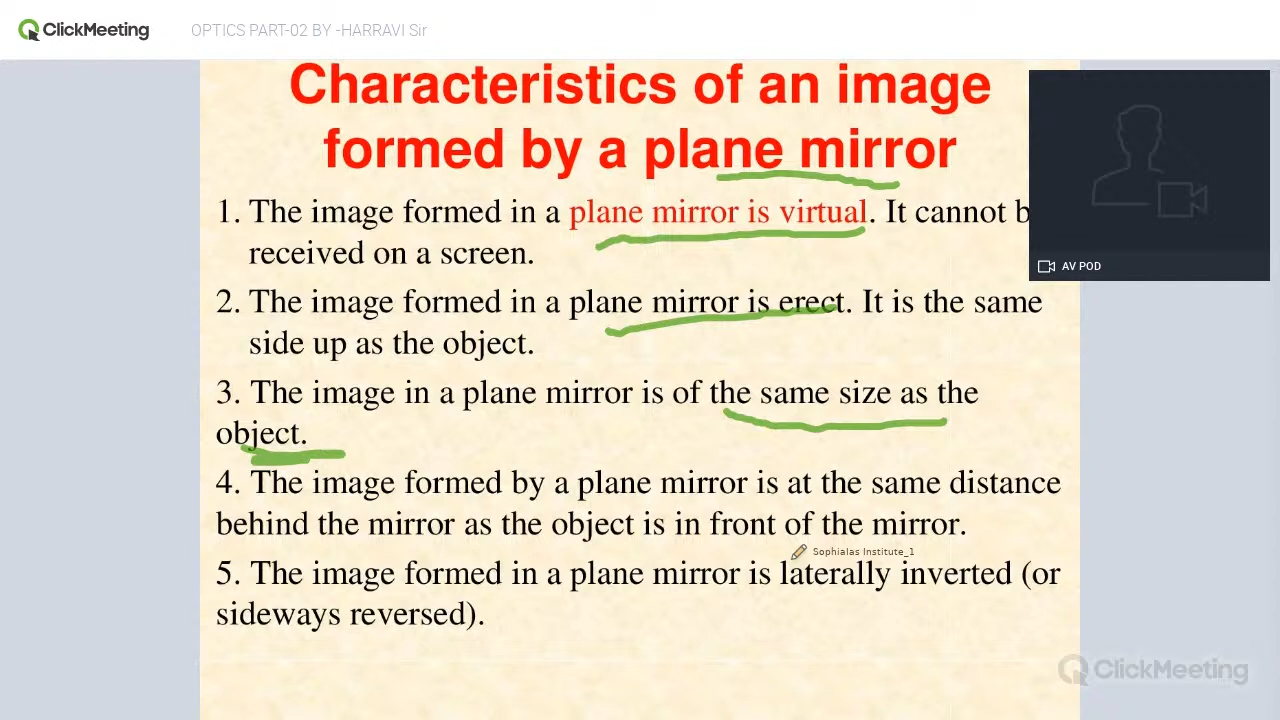 ClickMeeting OPTICS PART-02 BY -HARRAVI Sir
Characteristics of an image
formed by a plane mirror
1. The image formed in a plane mirror is virtual. It cannot b
received on a screen.
AV POD
2. The image formed in a plane mirror is erect. It is the same
side up as the object.
3. The image in a plane mirror is of the same size as the
object.
4. The image formed by a plane mirror is at the same distance
behind the mirror as the object is in front of the mirror.
Sophialas Institute_1
5. The image formed in a plane mirror is laterally inverted (or
sideways reversed).
ClickMeeting